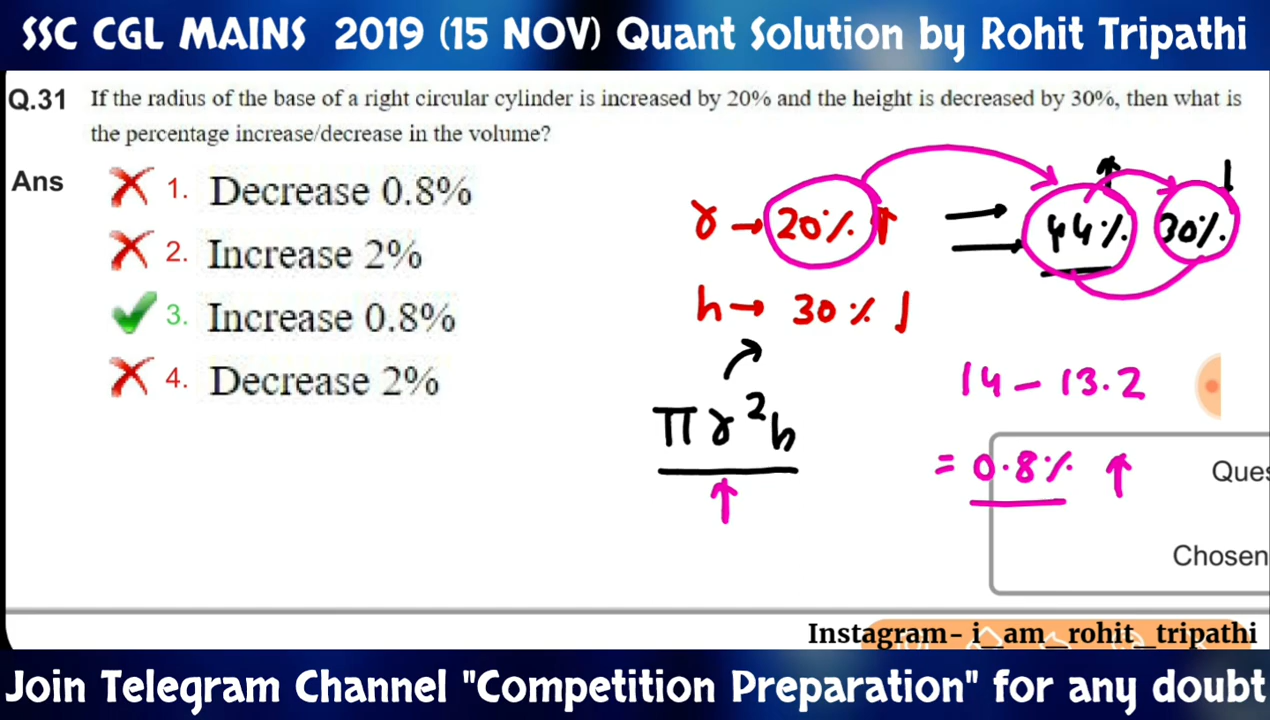 SSC CGL MAINS 2019 (15 NOV) Quant Solution by Rohit Tripathi
Q.31 If the radius of the base of a right circular cylinder is increased by 20% and the height is decreased by 30%, then what is
the percentage increase/decrease in the volume?
Ans
1. Decrease 0.8%
2. Increase 2%
3. Increase 0.8%
4. Decrease 2%
r → 20% ↑
h → 30% ↓
πr²h
↑
44% ↑ 30% ↓
14 - 13.2
= 0.8% ↑
Ques
Chosen
Instagram- i_am_rohit_tripathi
Join Telegram Channel "Competition Preparation" for any doubt